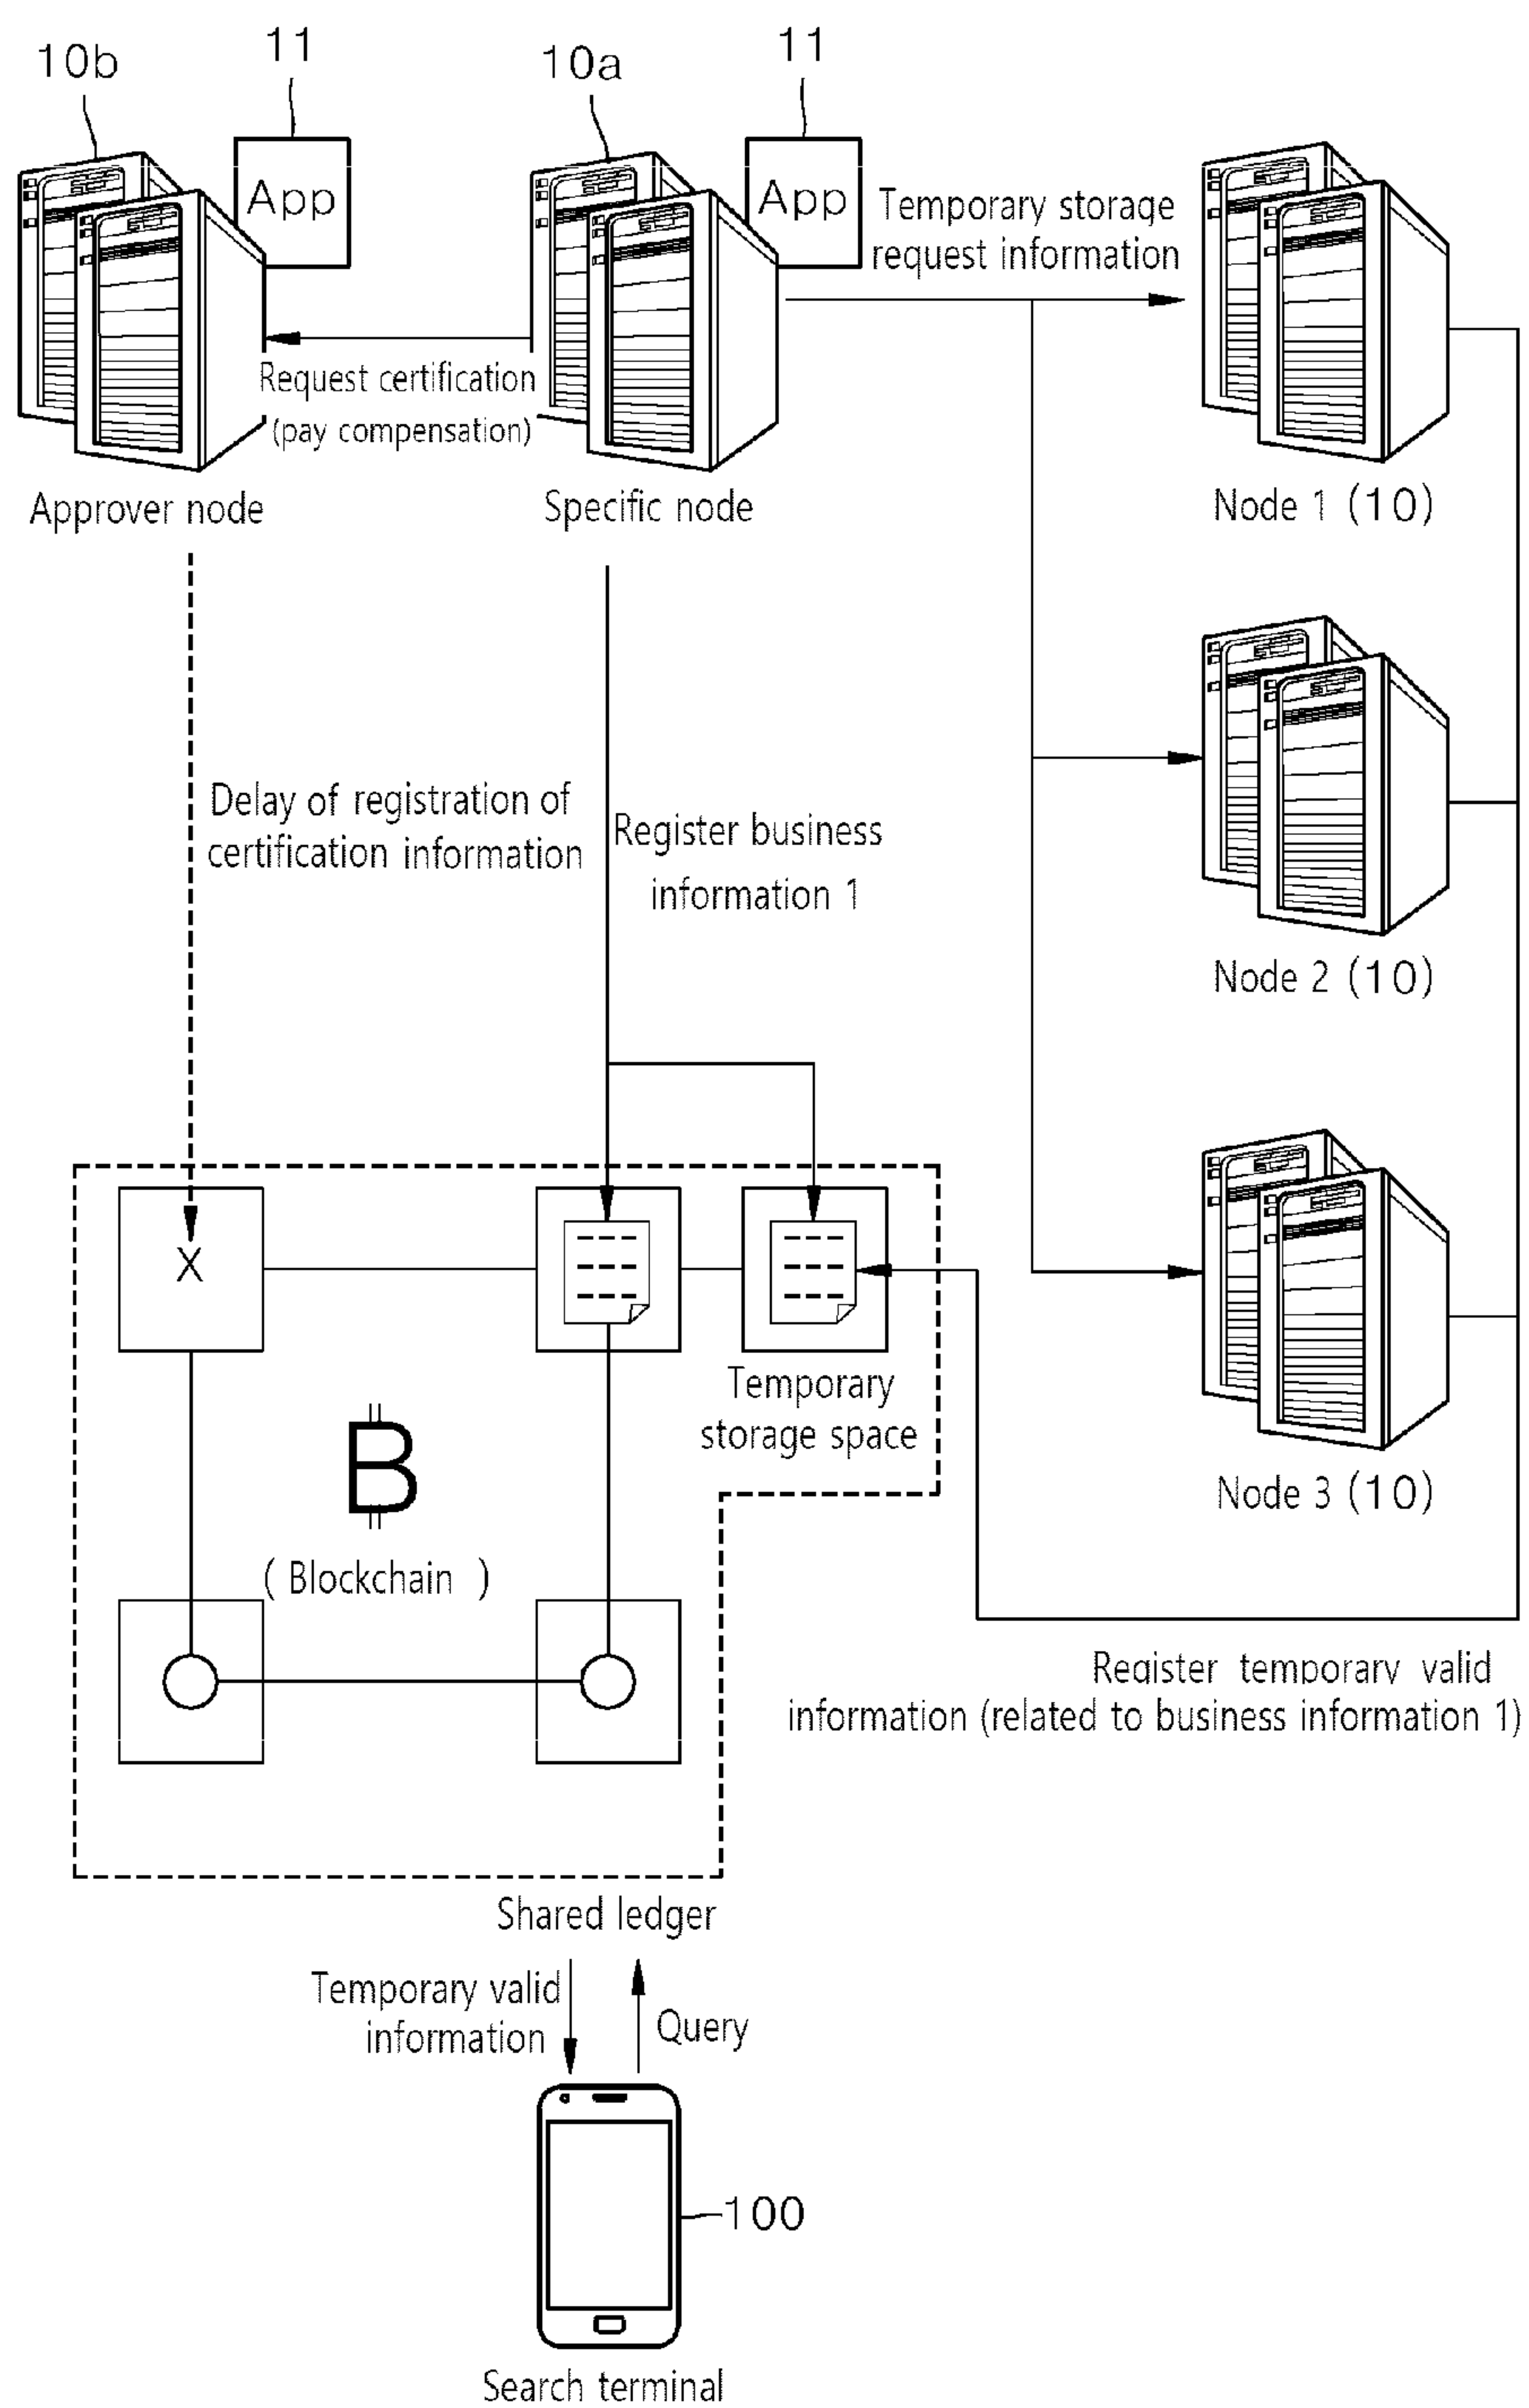 10b
11
10a
11
App
App
Temporary storage
request information
Request certification
(pay compensation)
Approver node
Specific node
Node 1 (10)
Delay of registration of
certification information
Register business
information 1
Node 2 (10)
X
Temporary
storage space
B
( Blockchain )
Node 3 (10)
Register temporary valid
information (related to business information 1)
Shared ledger
Temporary valid
information
Query
100
Search terminal